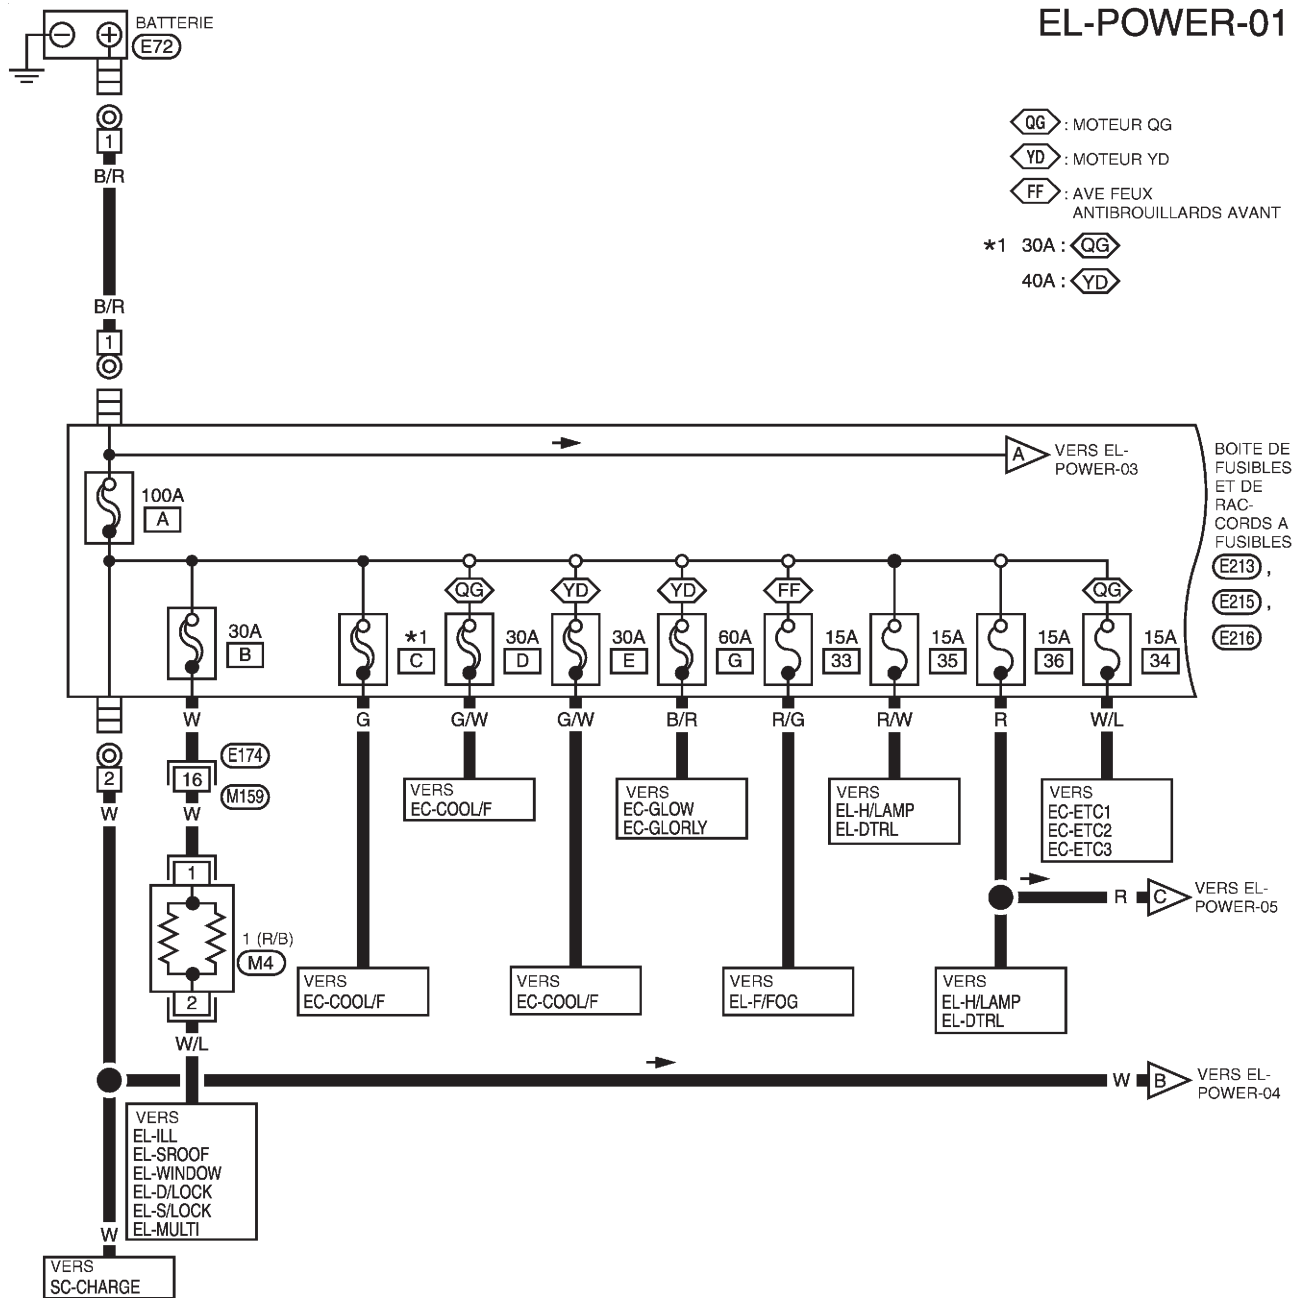 EL-POWER-01
BATTERIE
E72
1
B/R
B/R
1
QG : MOTEUR QG
YD : MOTEUR YD
FF : AVE FEUX
ANTIBROUILLARDS AVANT
*1 30A : QG
40A : YD
A VERS EL-
POWER-03
BOITE DE
FUSIBLES
ET DE
RAC-
CORDS A
FUSIBLES
E213 ,
E215 ,
E216
100A
A
QG YD YD FF QG
30A *1 30A 30A 60A 15A 15A 15A 15A
B C D E G 33 35 36 34
W G G/W G/W B/R R/G R/W R W/L
E174
2 16
M159
W W
VERS
EC-COOL/F
VERS
EC-GLOW
EC-GLORLY
VERS
EL-H/LAMP
EL-DTRL
VERS
EC-ETC1
EC-ETC2
EC-ETC3
1
R C VERS EL-
POWER-05
1 (R/B)
M4
2
W/L
VERS
EC-COOL/F
VERS
EC-COOL/F
VERS
EL-F/FOG
VERS
EL-H/LAMP
EL-DTRL
W B VERS EL-
POWER-04
VERS
EL-ILL
EL-SROOF
EL-WINDOW
EL-D/LOCK
EL-S/LOCK
EL-MULTI
W
VERS
SC-CHARGE